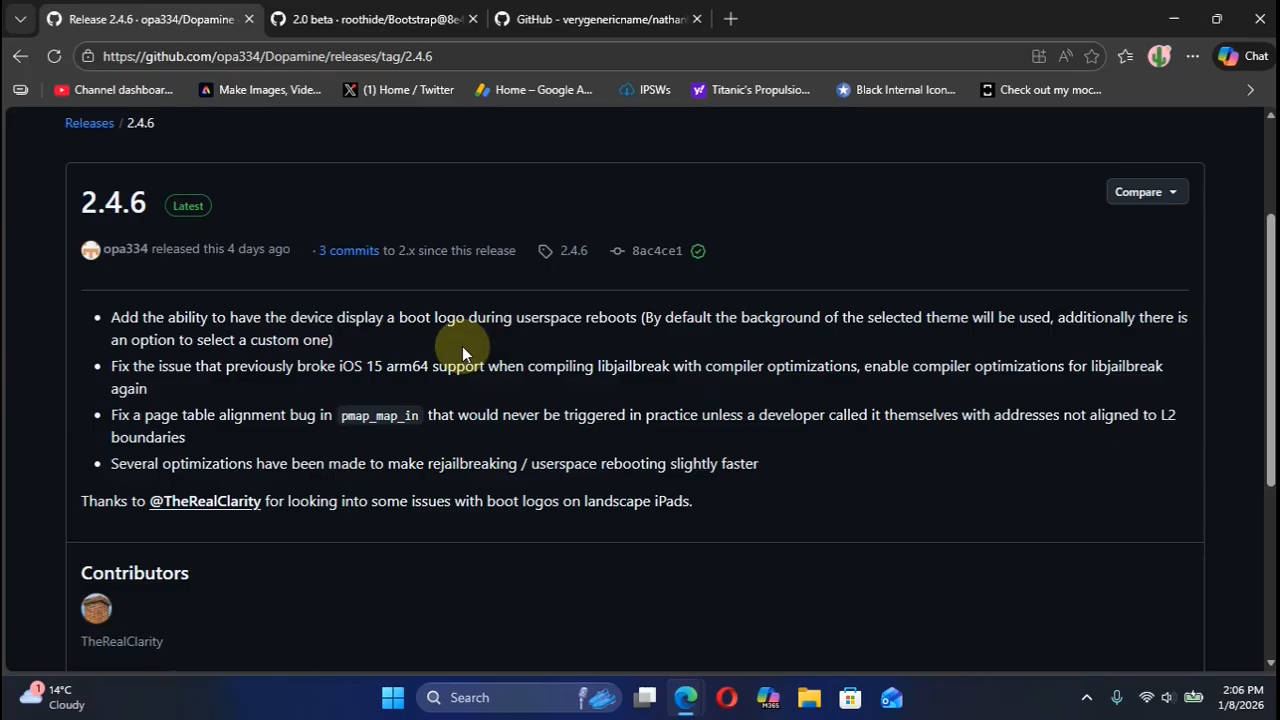 Release 2.4.6 · opa334/Dopamine
2.0 beta · roothide/Bootstrap@8e4
GitHub - verygenericname/nathan
https://github.com/opa334/Dopamine/releases/tag/2.4.6
Chat
Channel dashboar...
Make Images, Vide...
(1) Home / Twitter
Home – Google A...
IPSWs
Titanic's Propulsio...
Black Internal Icon...
Check out my moc...
Releases / 2.4.6
2.4.6 Latest
Compare
opa334 released this 4 days ago · 3 commits to 2.x since this release 2.4.6 8ac4ce1
• Add the ability to have the device display a boot logo during userspace reboots (By default the background of the selected theme will be used, additionally there is
an option to select a custom one)
• Fix the issue that previously broke iOS 15 arm64 support when compiling libjailbreak with compiler optimizations, enable compiler optimizations for libjailbreak
again
• Fix a page table alignment bug in pmap_map_in that would never be triggered in practice unless a developer called it themselves with addresses not aligned to L2
boundaries
• Several optimizations have been made to make rejailbreaking / userspace rebooting slightly faster
Thanks to @TheRealClarity for looking into some issues with boot logos on landscape iPads.
Contributors
TheRealClarity
1
14°C
Cloudy
Search
M365
2:06 PM
1/8/2026